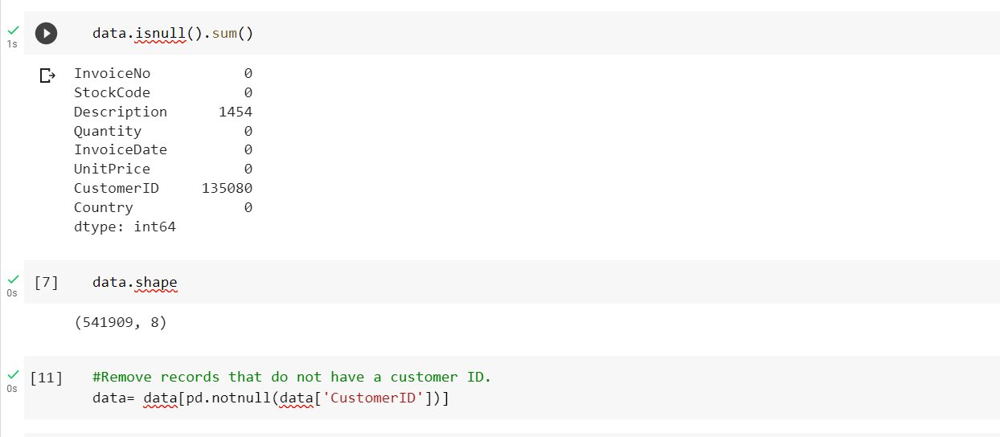 data.isnull().sum()
1s
InvoiceNo 0
StockCode 0
Description 1454
Quantity 0
InvoiceDate 0
UnitPrice 0
CustomerID 135080
Country 0
dtype: int64
[7] data.shape
0s
(541909, 8)
[11] #Remove records that do not have a customer ID.
0s data= data[pd.notnull(data['CustomerID'])]